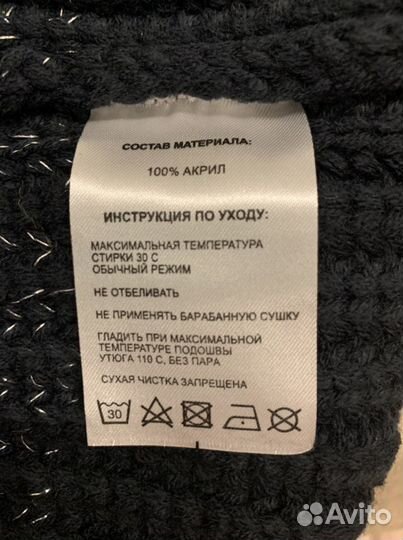 СОСТАВ МАТЕРИАЛА:
100% АКРИЛ
ИНСТРУКЦИЯ ПО УХОДУ:
МАКСИМАЛЬНАЯ ТЕМПЕРАТУРА
СТИРКИ 30 С
ОБЫЧНЫЙ РЕЖИМ
НЕ ОТБЕЛИВАТЬ
НЕ ПРИМЕНЯТЬ БАРАБАННУЮ СУШКУ
ГЛАДИТЬ ПРИ МАКСИМАЛЬНОЙ
ТЕМПЕРАТУРЕ ПОДОШВЫ
УТЮГА 110 С, БЕЗ ПАРА
СУХАЯ ЧИСТКА ЗАПРЕЩЕНА
30
Avito